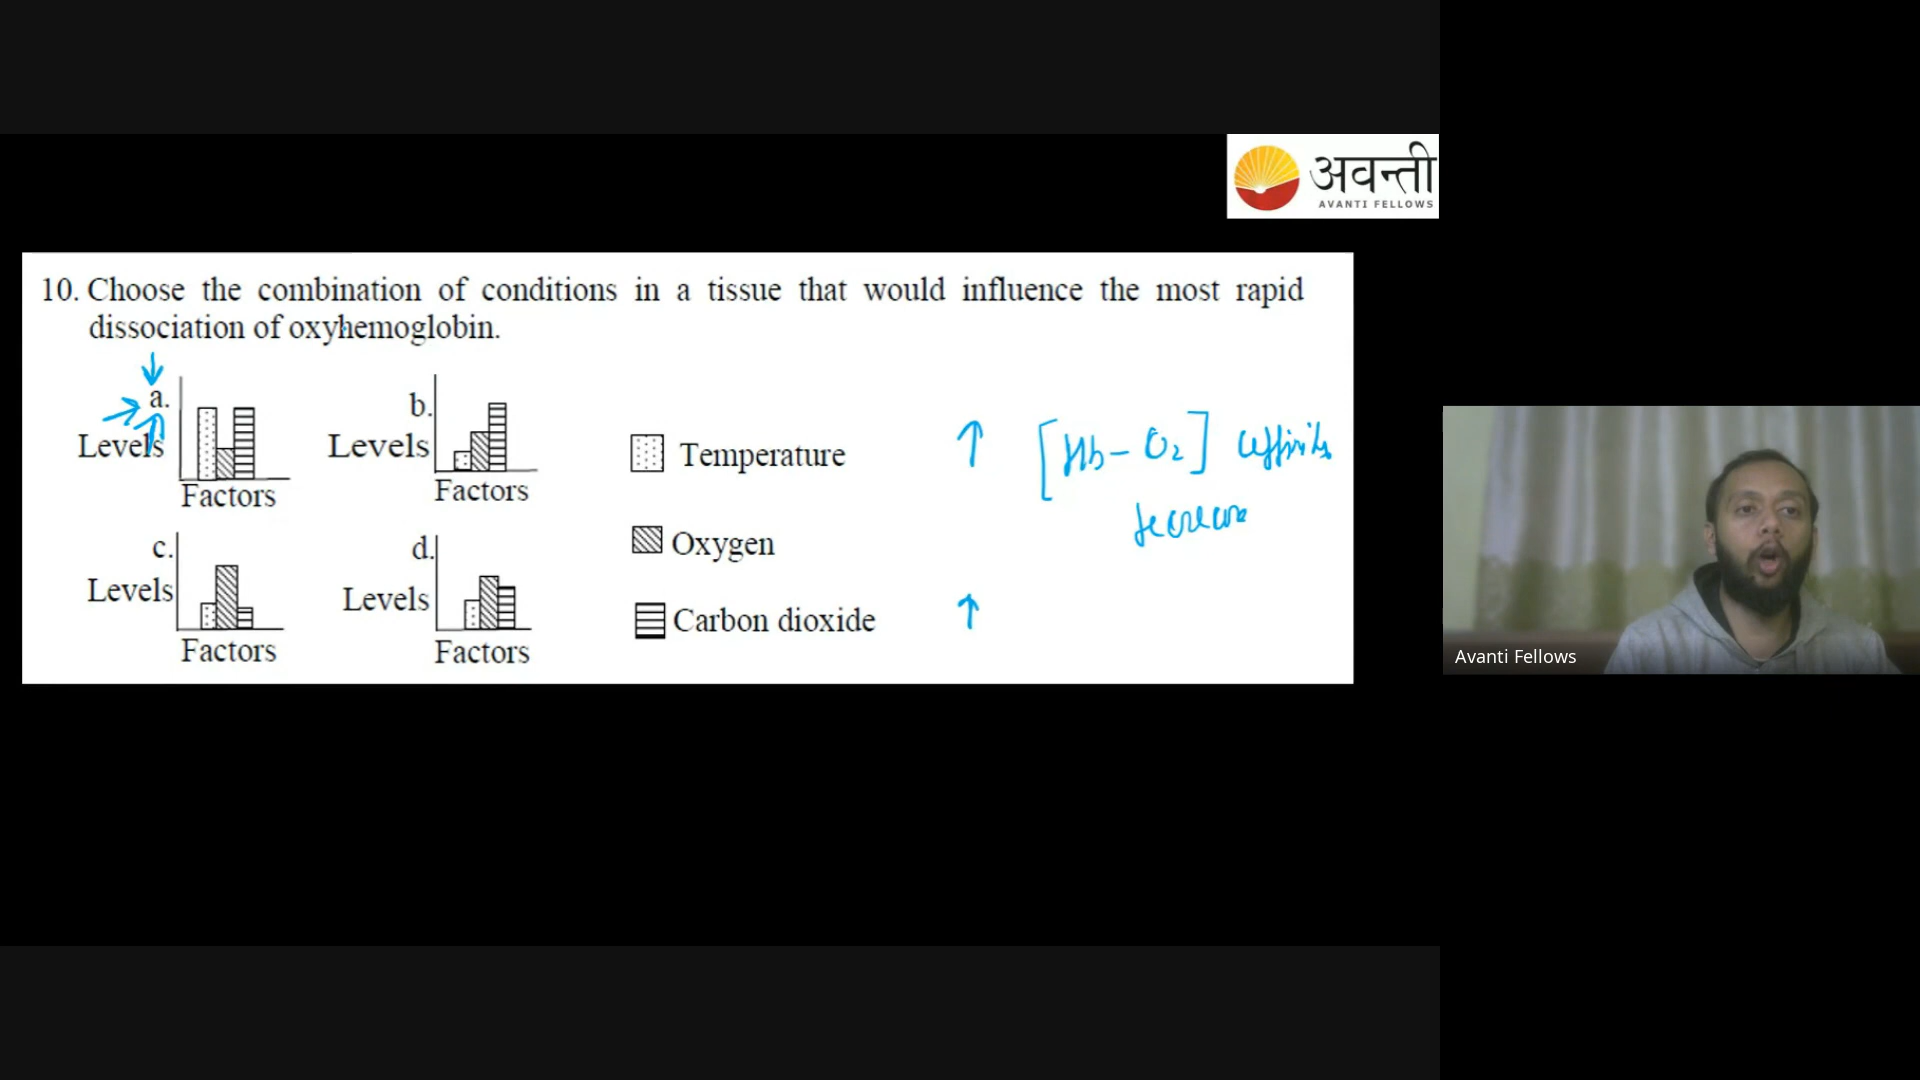 अवन्ती
AVANTI FELLOWS
10. Choose the combination of conditions in a tissue that would influence the most rapid
dissociation of oxyhemoglobin.
a.
Levels
Factors
b.
Levels
Factors
c.
Levels
Factors
d.
Levels
Factors
Temperature ↑
Oxygen
Carbon dioxide ↑
[Hb-O2]
decrease
Avanti Fellows